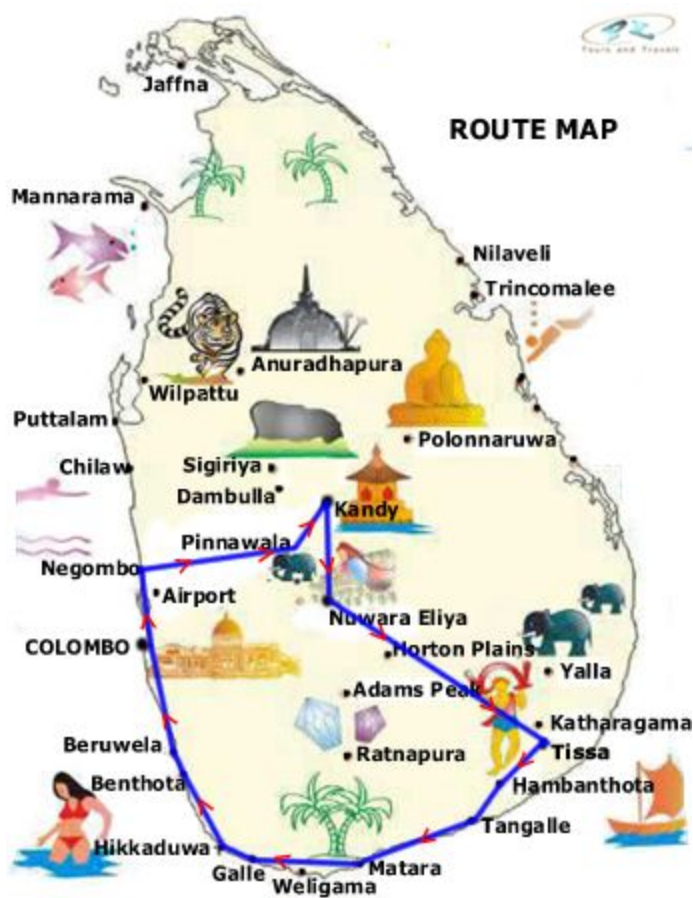 Tours and Travels
Jaffna
ROUTE MAP
Mannarama
Nilaveli
Trincomalee
Anuradhapura
Wilpattu
Puttalam
Polonnaruwa
Chilaw
Sigiriya
Dambulla
Kandy
Pinnawala
Negombo
Airport
Nuwara Eliya
COLOMBO
Horton Plains
Yalla
Adams Peak
Katharagama
Beruwela
Ratnapura
Tissa
Benthota
Hambanthota
Tangalle
Hikkaduwa
Galle
Matara
Weligama